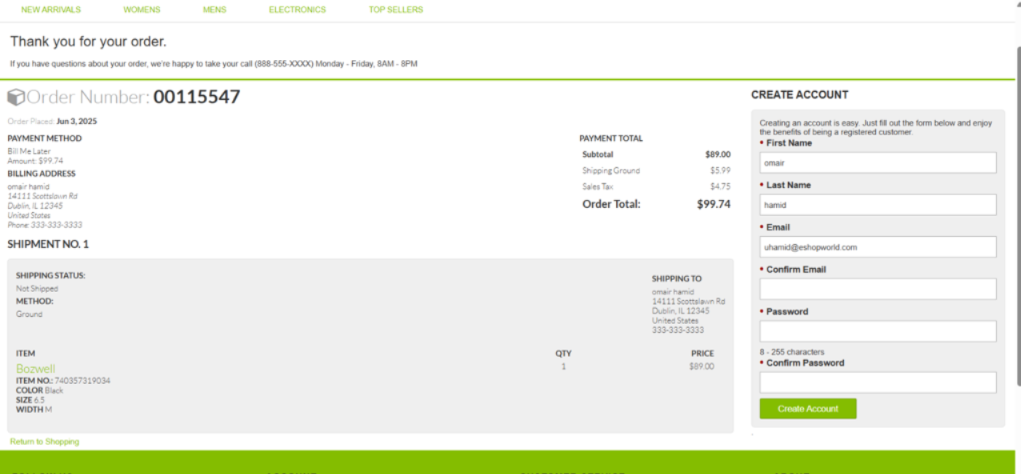 NEW ARRIVALS WOMENS MENS ELECTRONICS TOP SELLERS
Thank you for your order.
If you have questions about your order, we're happy to take your call (888-555-XXXX) Monday - Friday, 8AM - 8PM
Order Number: 00115547
Order Placed: Jun 3, 2025
PAYMENT METHOD
Bill Me Later
Amount: $99.74
BILLING ADDRESS
omair hamid
14111 Scottslawn Rd
Dublin, IL 12345
United States
Phone: 333-333-3333
PAYMENT TOTAL
Subtotal $89.00
Shipping Ground $5.99
Sales Tax $4.75
Order Total: $99.74
SHIPMENT NO. 1
SHIPPING STATUS:
Not Shipped
METHOD:
Ground
SHIPPING TO
omair hamid
14111 Scottslawn Rd
Dublin, IL 12345
United States
333-333-3333
ITEM QTY PRICE
Bozwell 1 $89.00
ITEM NO.: 740357319034
COLOR Black
SIZE 6.5
WIDTH M
Return to Shopping
CREATE ACCOUNT
Creating an account is easy. Just fill out the form below and enjoy
the benefits of being a registered customer.
• First Name
omair
• Last Name
hamid
• Email
uhamid@eshopworld.com
• Confirm Email
• Password
8 - 255 characters
• Confirm Password
Create Account